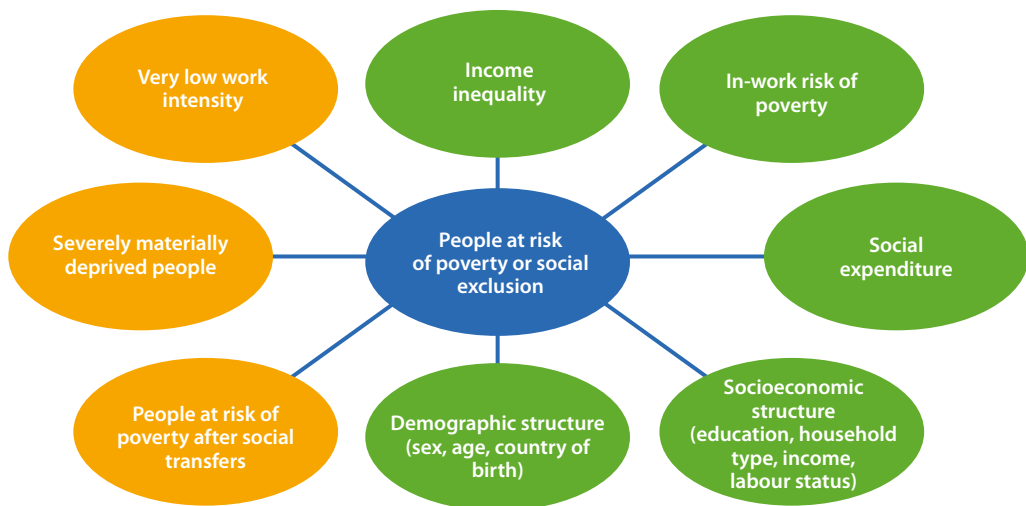 Very low work
intensity
Income
inequality
In-work risk of
poverty
Severely materially
deprived people
People at risk
of poverty or social
exclusion
Social
expenditure
People at risk of
poverty after social
transfers
Demographic structure
(sex, age, country of
birth)
Socioeconomic
structure
(education, household
type, income,
labour status)